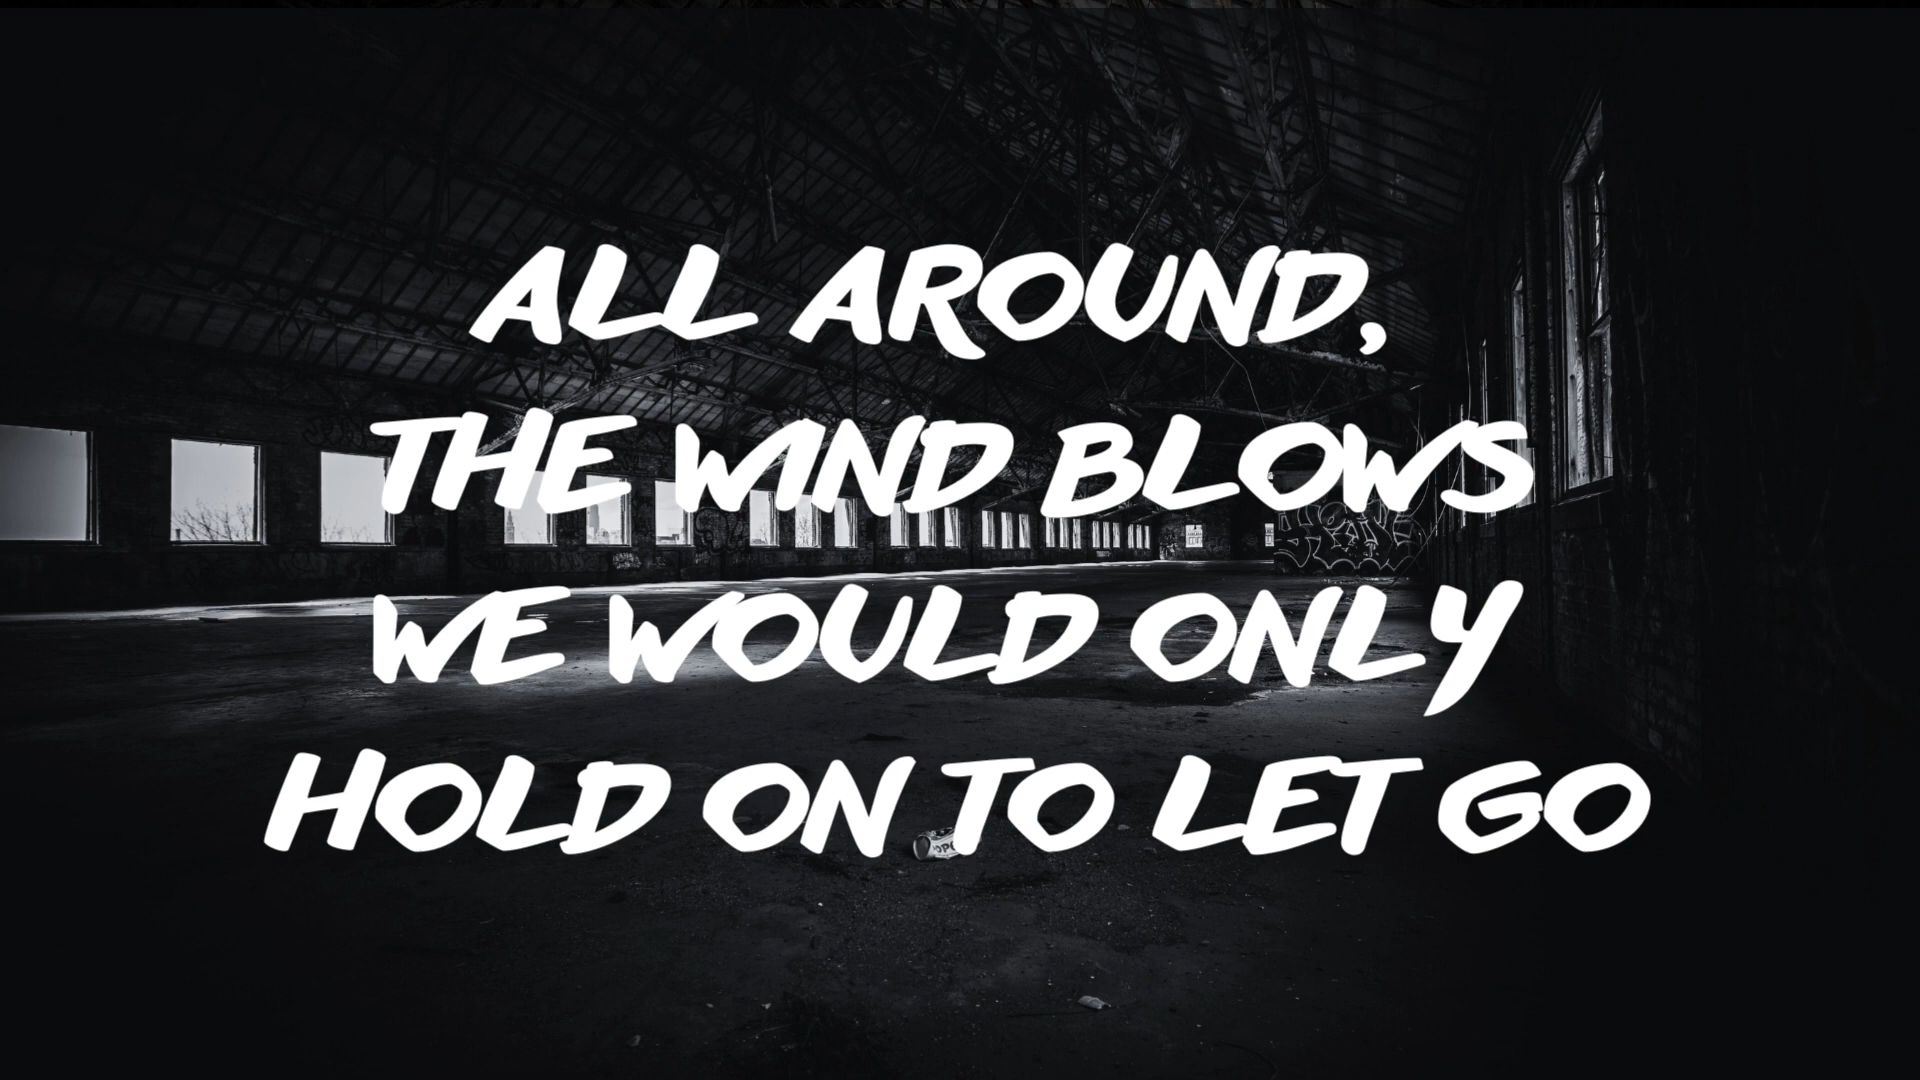 ALL AROUND,
THE WIND BLOWS
WE WOULD ONLY
HOLD ON TO LET GO